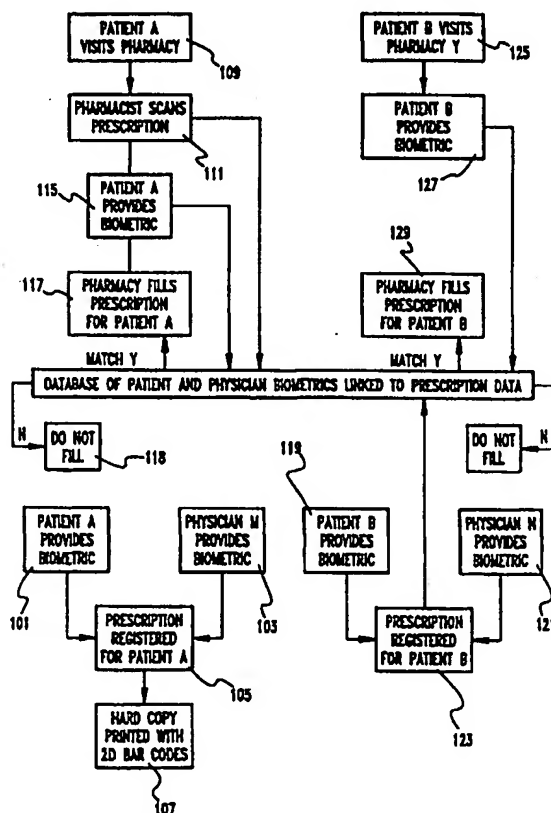 PATIENT A
VISITS PHARMACY
109
PHARMACIST SCANS
PRESCRIPTION
111
115
PATIENT A
PROVIDES
BIOMETRIC
117
PHARMACY FILLS
PRESCRIPTION
FOR PATIENT A
MATCH Y
PATIENT B VISITS
PHARMACY Y
125
PATIENT B
PROVIDES
BIOMETRIC
127
129
PHARMACY FILLS
PRESCRIPTION
FOR PATIENT B
MATCH Y
DATABASE OF PATIENT AND PHYSICIAN BIOMETRICS LINKED TO PRESCRIPTION DATA
N
DO NOT
FILL
118
DO NOT
FILL
N
PATIENT A
PROVIDES
BIOMETRIC
101
PHYSICIAN M
PROVIDES
BIOMETRIC
103
PRESCRIPTION
REGISTERED
FOR PATIENT A
105
HARD COPY
PRINTED WITH
2D BAR CODES
107
119
PATIENT B
PROVIDES
BIOMETRIC
PHYSICIAN N
PROVIDES
BIOMETRIC
PRESCRIPTION
REGISTERED
FOR PATIENT B
123